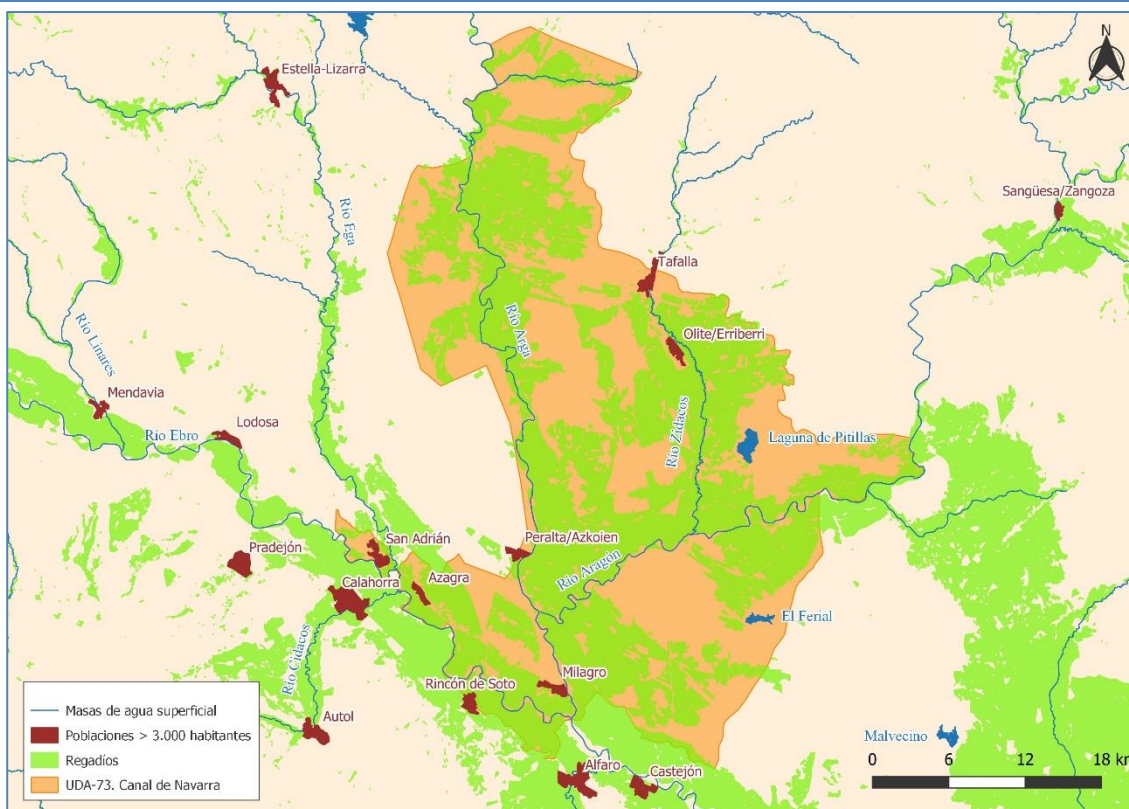 N
Estella-Lizarra
Sangüesa/Zangoza
Río Ega
Tafalla
Río Arga
Olite/Erriberri
Río Linares
Mendavia
Lodosa
Río Ebro
Río Zidacos
Laguna de Pitillas
San Adrián
Peralta/Azkoien
Pradejón
Río Aragón
Calahorra
Azagra
El Ferial
Río Cidacos
Rincón de Soto
Milagro
Autol
Malvecino
Alfaro
Castejón
Masas de agua superficial
Poblaciones > 3.000 habitantes
Regadíos
UDA-73. Canal de Navarra
0 6 12 18 km